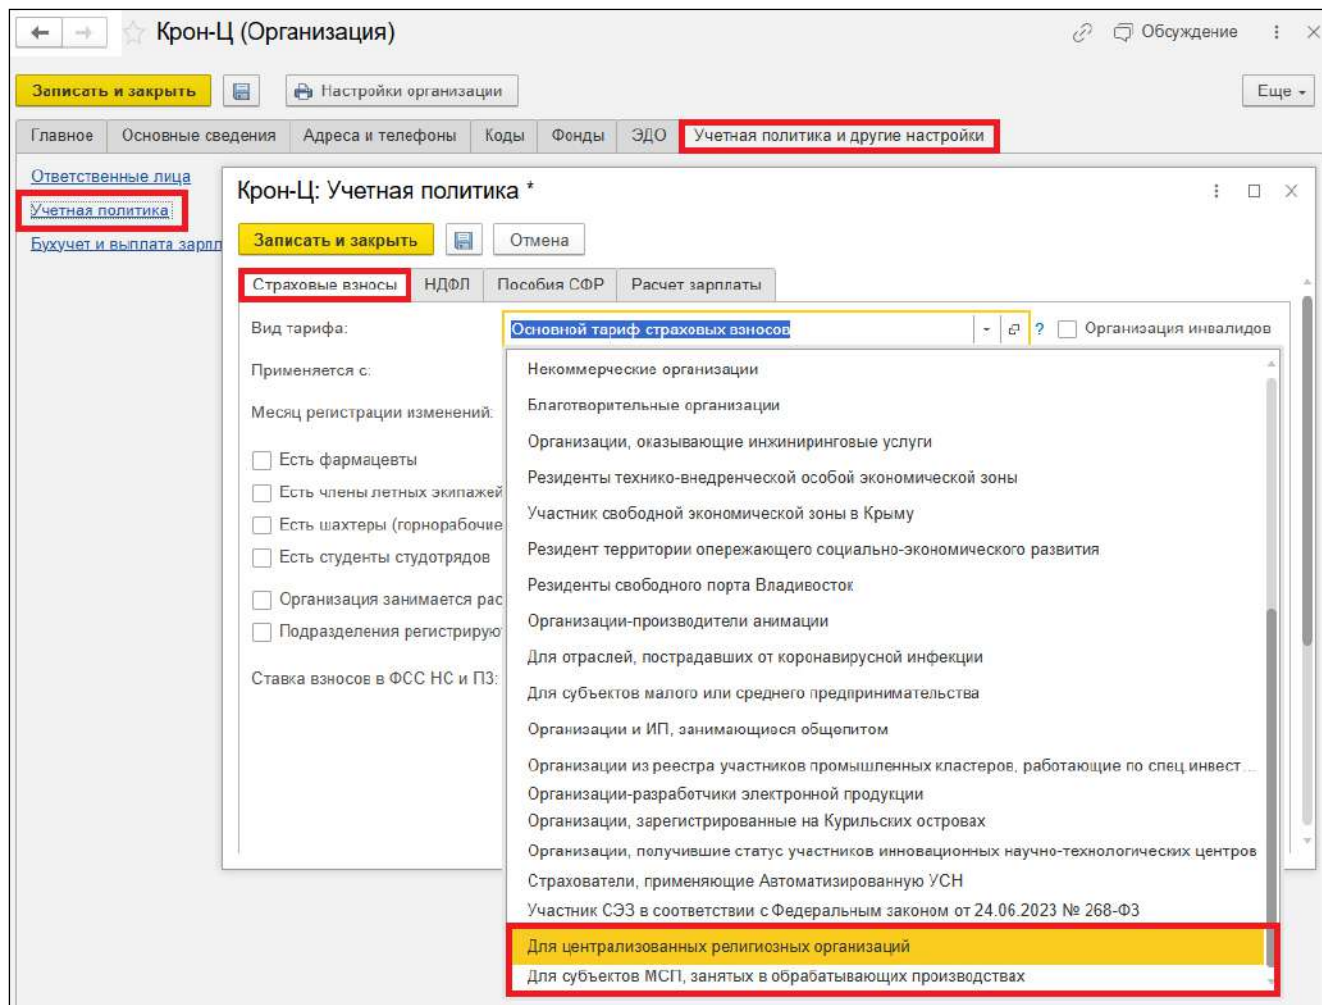 Крон-Ц (Организация)
Обсуждение
Записать и закрыть
Настройки организации
Еще
Главное
Основные сведения
Адреса и телефоны
Коды
Фонды
ЭДО
Учетная политика и другие настройки
Ответственные лица
Учетная политика
Бухучет и выплата зарпл
Крон-Ц: Учетная политика *
Записать и закрыть
Отмена
Страховые взносы
НДФЛ
Пособия СФР
Расчет зарплаты
Вид тарифа:
Основной тариф страховых взносов
?
Организация инвалидов
Применяется с:
Месяц регистрации изменений:
Есть фармацевты
Есть члены летных экипажей
Есть шахтеры (горнорабочие
Есть студенты студотрядов
Организация занимается рас
Подразделения регистрирую
Ставка взносов в ФСС НС и ПЗ:
Некоммерческие организации
Благотворительные организации
Организации, оказывающие инжиниринговые услуги
Резиденты технико-внедренческой особой экономической зоны
Участник свободной экономической зоны в Крыму
Резидент территории опережающего социально-экономического развития
Резиденты свободного порта Владивосток
Организации-производители анимации
Для отраслей, пострадавших от коронавирусной инфекции
Для субъектов малого или среднего предпринимательства
Организации и ИП, занимающиеся общепитом
Организации из реестра участников промышленных кластеров, работающие по спец.инвест...
Организации-разработчики электронной продукции
Организации, зарегистрированные на Курильских островах
Организации, получившие статус участников инновационных научно-технологических центров
Страхователи, применяющие Автоматизированную УСН
Участник СЭЗ в соответствии с Федеральным законом от 24.06.2023 № 268-ФЗ
Для централизованных религиозных организаций
Для субъектов МСП, занятых в обрабатывающих производствах